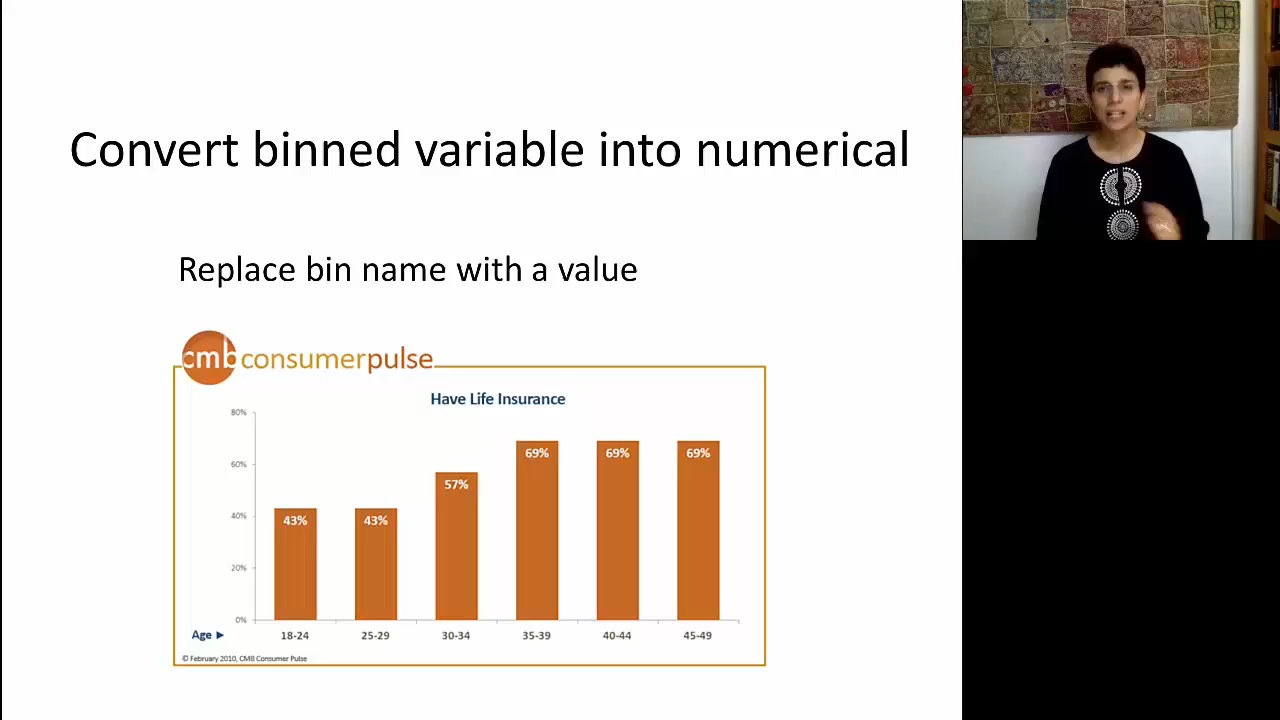 Convert binned variable into numerical
Replace bin name with a value
cmb consumerpulse
Have Life Insurance
80%
60%
40%
20%
0%
43%
43%
57%
69%
69%
69%
Age ►
18-24
25-29
30-34
35-39
40-44
45-49
© February 2010, CMB Consumer Pulse